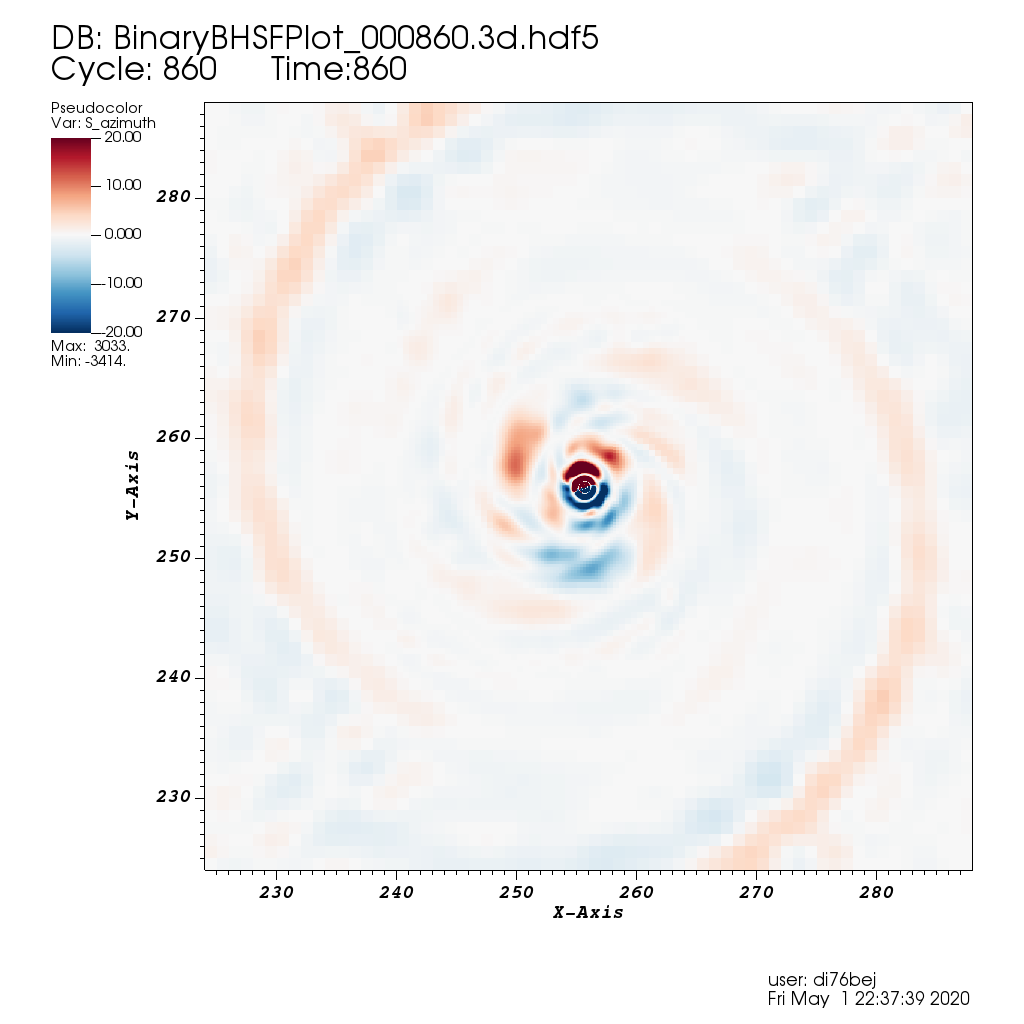 DB: BinaryBHSFPlot_000860.3d.hdf5
Cycle: 860 Time:860
Pseudocolor
Var: S_azimuth
20.00
10.00
0.000
-10.00
-20.00
Max: 3033.
Min: -3414.
280
270
260
250
240
230
Y-Axis
230 240 250 260 270 280
X-Axis
user: di76bej
Fri May 1 22:37:39 2020